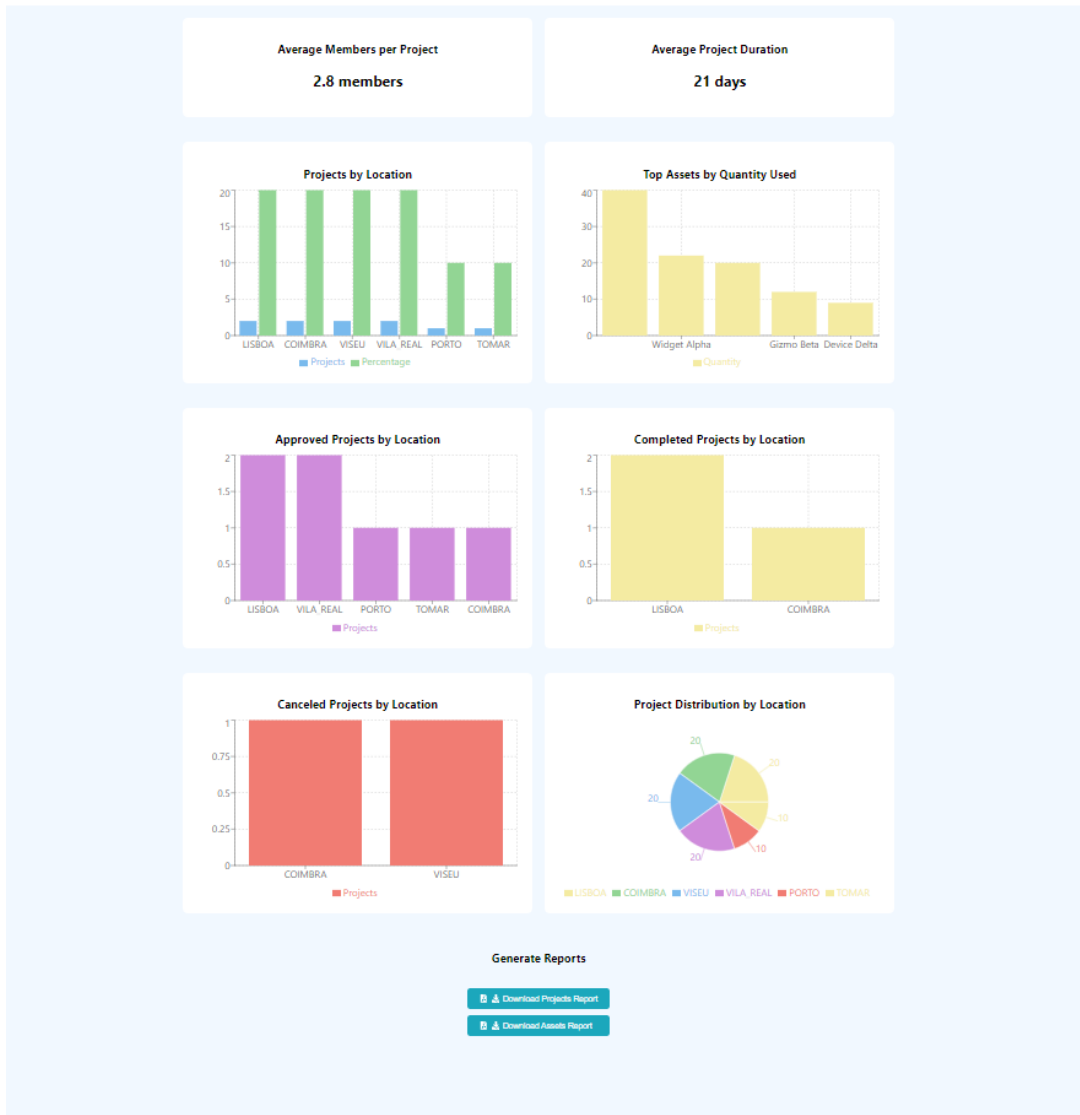 Average Members per Project
2.8 members
Average Project Duration
21 days
Projects by Location
20
15
10
5
0
LISBOA COIMBRA VISEU VILA_REAL PORTO TOMAR
Projects Percentage
Top Assets by Quantity Used
40
30
20
10
0
Widget Alpha Gizmo Beta Device Delta
Quantity
Approved Projects by Location
2
1.5
1
0.5
0
LISBOA VILA_REAL PORTO TOMAR COIMBRA
Projects
Completed Projects by Location
2
1.5
1
0.5
0
LISBOA COIMBRA
Projects
Canceled Projects by Location
1
0.75
0.5
0.25
0
COIMBRA VISEU
Projects
Project Distribution by Location
20
20
20
10
20
10
LISBOA COIMBRA VISEU VILA_REAL PORTO TOMAR
Generate Reports
Download Projects Report
Download Assets Report